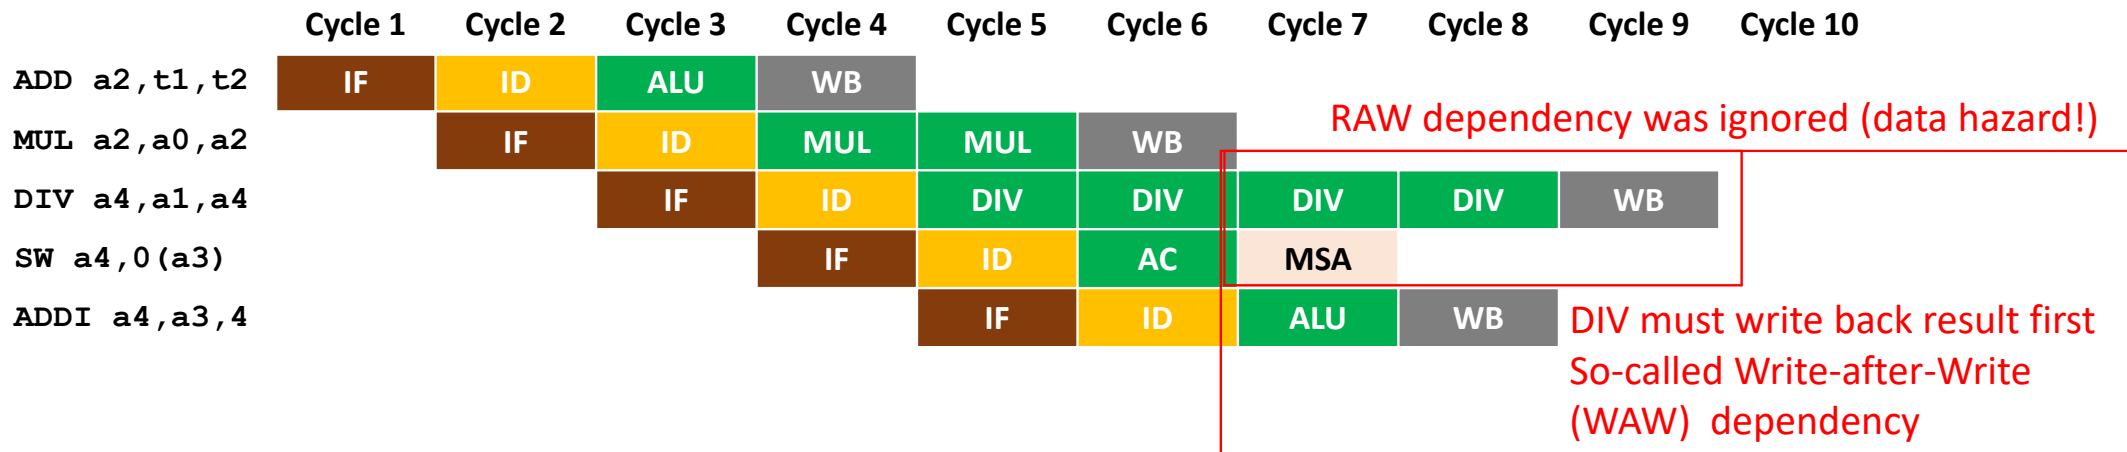 Cycle 1 Cycle 2 Cycle 3 Cycle 4 Cycle 5 Cycle 6 Cycle 7 Cycle 8 Cycle 9 Cycle 10
ADD a2,t1,t2 IF ID ALU WB
RAW dependency was ignored (data hazard!)
MUL a2,a0,a2 IF ID MUL MUL WB
DIV a4,a1,a4 IF ID DIV DIV DIV DIV WB
SW a4,0(a3) IF ID AC MSA
ADDI a4,a3,4 IF ID ALU WB
DIV must write back result first
So-called Write-after-Write
(WAW) dependency